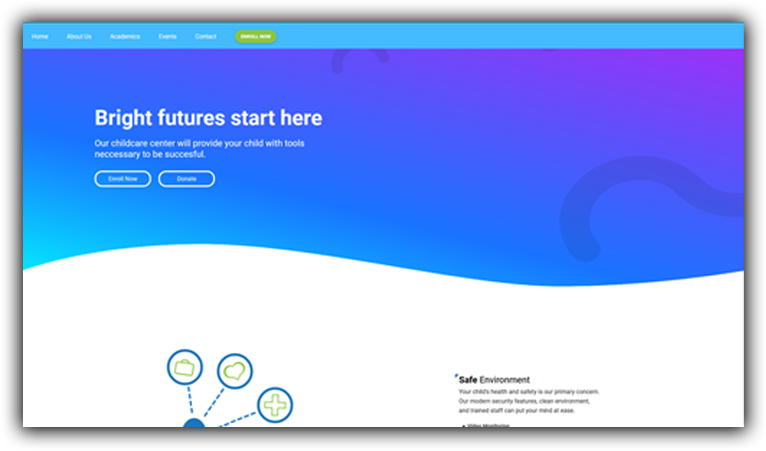 Home About Us Academics Events Contact ENROLL NOW
Bright futures start here
Our childcare center will provide your child with tools
neccessary to be succesful.
Enroll Now Donate
Safe Environment
Your child's health and safety is our primary concern.
Our modern security features, clean environment,
and trained staff can put your mind at ease.
Video Monitoring